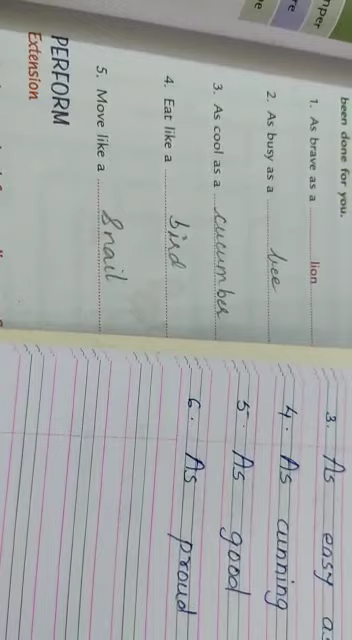 been done for you.
1. As brave as a lion
2. As busy as a bee
3. As cool as a cucumber
4. Eat like a bird
5. Move like a Snail
PERFORM
Extension
3. As easy as
4. As cunning
5. As good
6. As proud